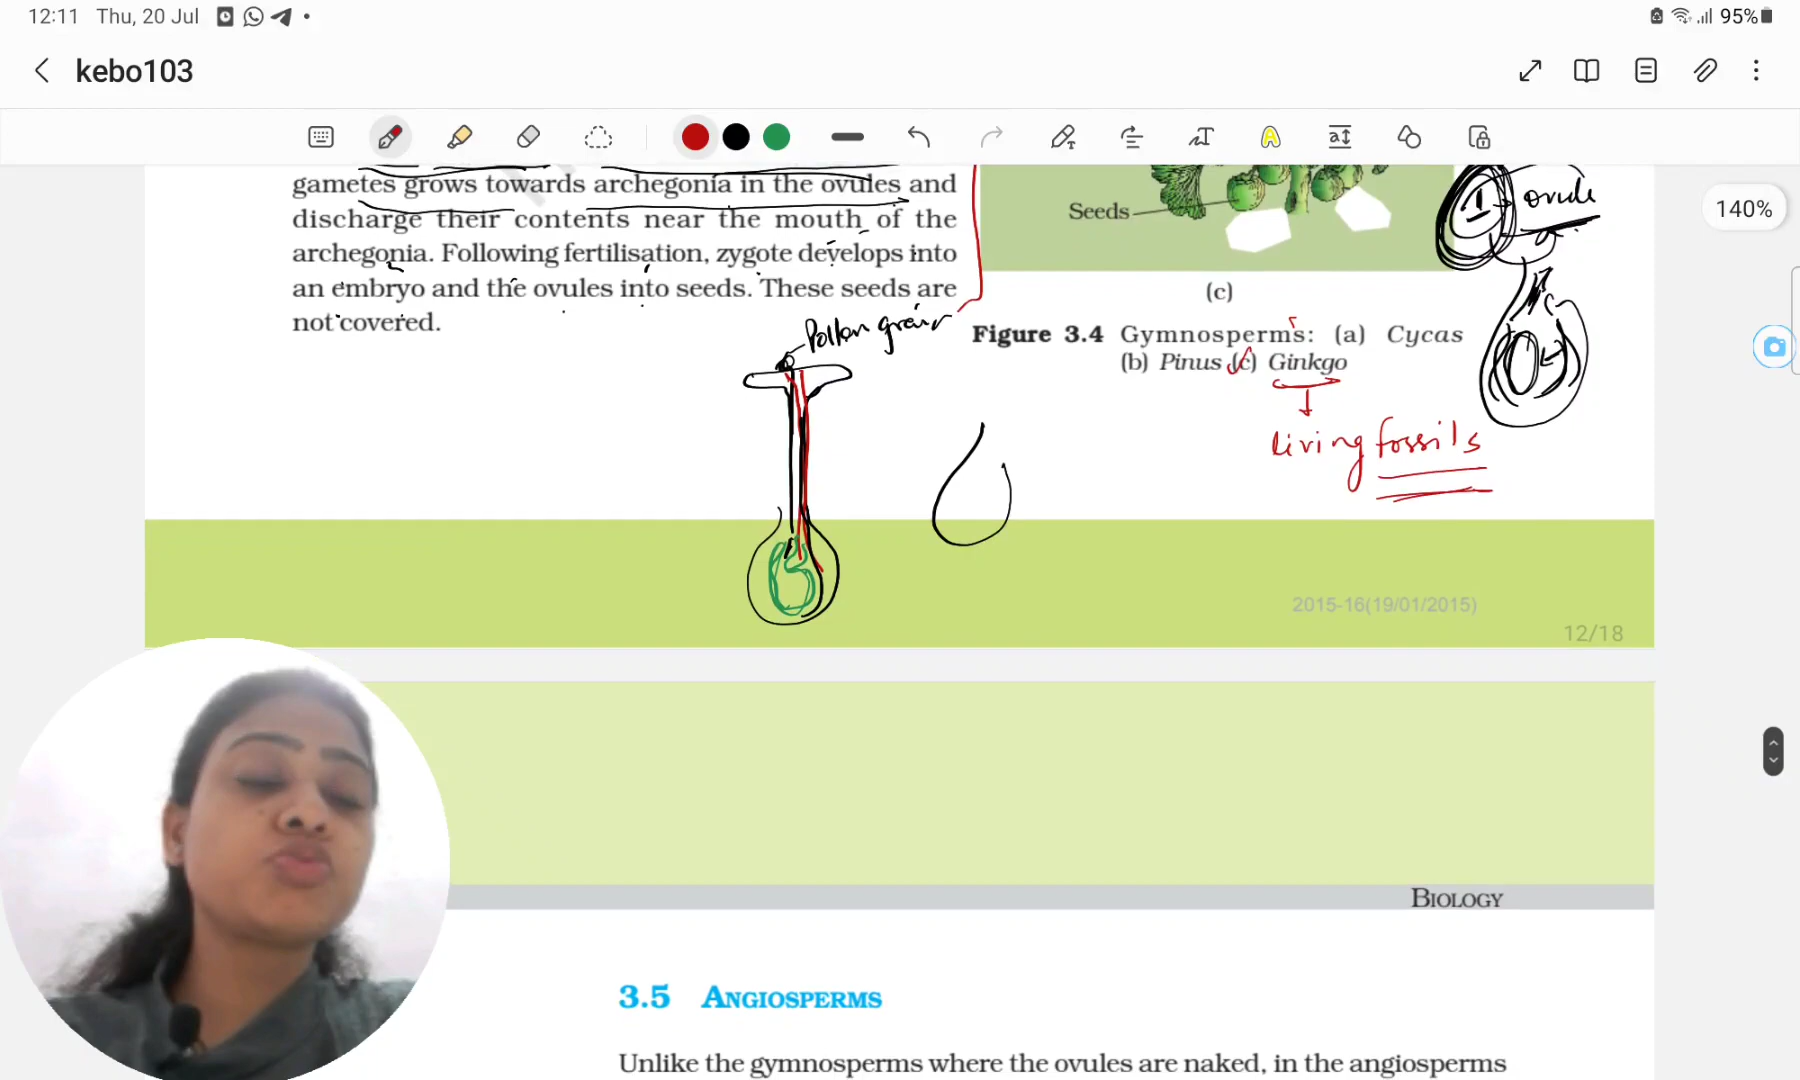 12:11 Thu, 20 Jul
95%
kebo103
140%
gametes grows towards archegonia in the ovules and
discharge their contents near the mouth of the
archegonia. Following fertilisation, zygote develops into
an embryo and the ovules into seeds. These seeds are
not covered.
Pollen grain
Seeds
(c)
Figure 3.4 Gymnosperms: (a) Cycas
(b) Pinus (c) Ginkgo
living fossils
1 → ovule
2015-16(19/01/2015)
12/18
BIOLOGY
3.5 ANGIOSPERMS
Unlike the gymnosperms where the ovules are naked, in the angiosperms